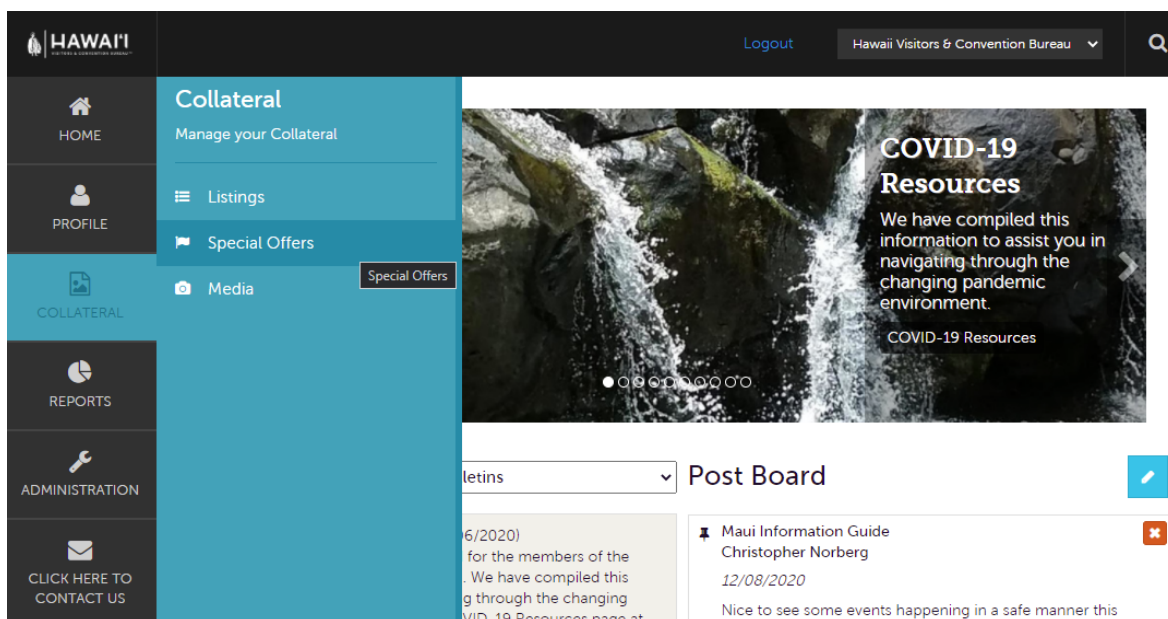 HAWAI'I
Logout
Hawaii Visitors & Convention Bureau
HOME
PROFILE
COLLATERAL
REPORTS
ADMINISTRATION
CLICK HERE TO
CONTACT US
Collateral
Manage your Collateral
Listings
Special Offers
Special Offers
Media
COVID-19
Resources
We have compiled this
information to assist you in
navigating through the
changing pandemic
environment.
COVID-19 Resources
letins
6/2020)
for the members of the
. We have compiled this
g through the changing
VID-19 Resources page at
Post Board
Maui Information Guide
Christopher Norberg
12/08/2020
Nice to see some events happening in a safe manner this